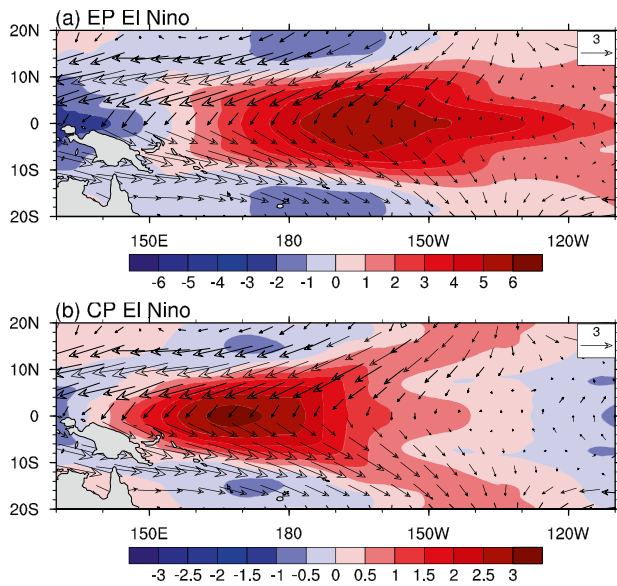 (a) EP El Nino
20N
10N
0
10S
20S
3
150E 180 150W 120W
-6 -5 -4 -3 -2 -1 0 1 2 3 4 5 6
(b) CP El Nino
20N
10N
0
10S
20S
3
150E 180 150W 120W
-3 -2.5 -2 -1.5 -1 -0.5 0 0.5 1 1.5 2 2.5 3